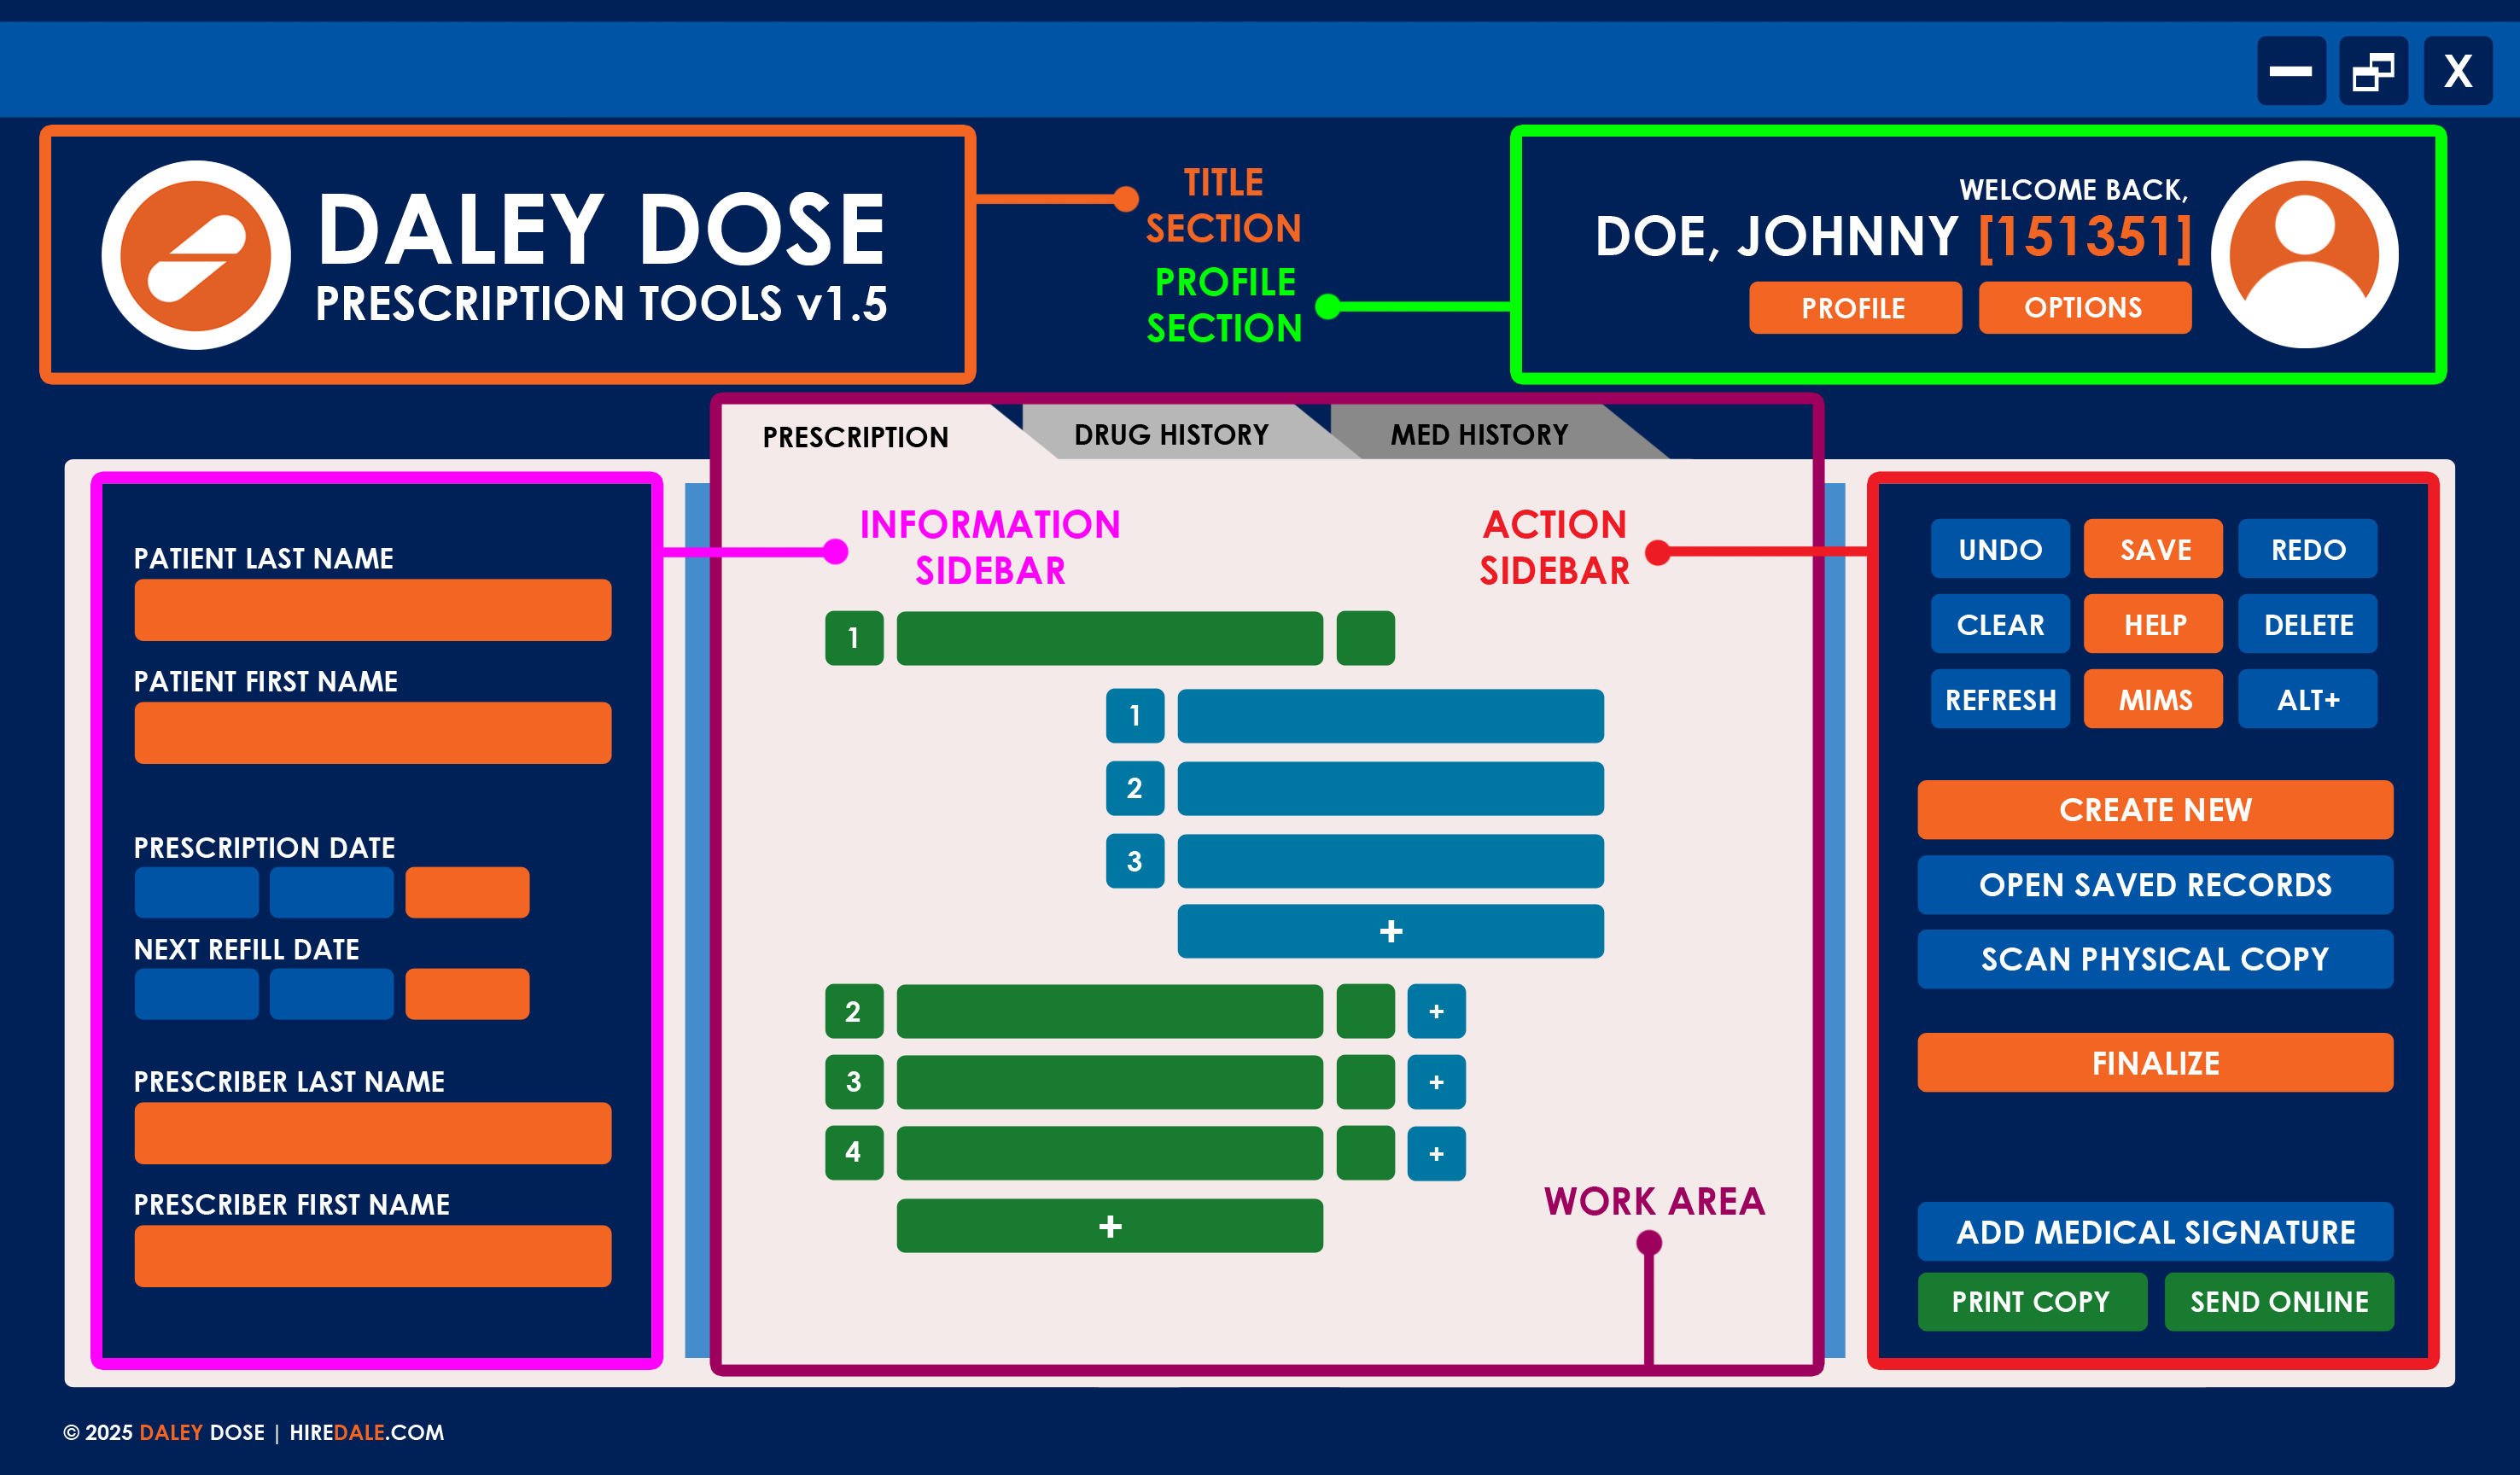 X
DALEY DOSE
PRESCRIPTION TOOLS v1.5
TITLE
SECTION
PROFILE
SECTION
WELCOME BACK,
DOE, JOHNNY [151351]
PROFILE
OPTIONS
PRESCRIPTION
DRUG HISTORY
MED HISTORY
PATIENT LAST NAME
PATIENT FIRST NAME
PRESCRIPTION DATE
NEXT REFILL DATE
PRESCRIBER LAST NAME
PRESCRIBER FIRST NAME
INFORMATION
SIDEBAR
ACTION
SIDEBAR
1
1
2
3
+
2 +
3 +
4 +
+
WORK AREA
UNDO SAVE REDO
CLEAR HELP DELETE
REFRESH MIMS ALT+
CREATE NEW
OPEN SAVED RECORDS
SCAN PHYSICAL COPY
FINALIZE
ADD MEDICAL SIGNATURE
PRINT COPY SEND ONLINE
© 2025 DALEY DOSE | HIREDALE.COM